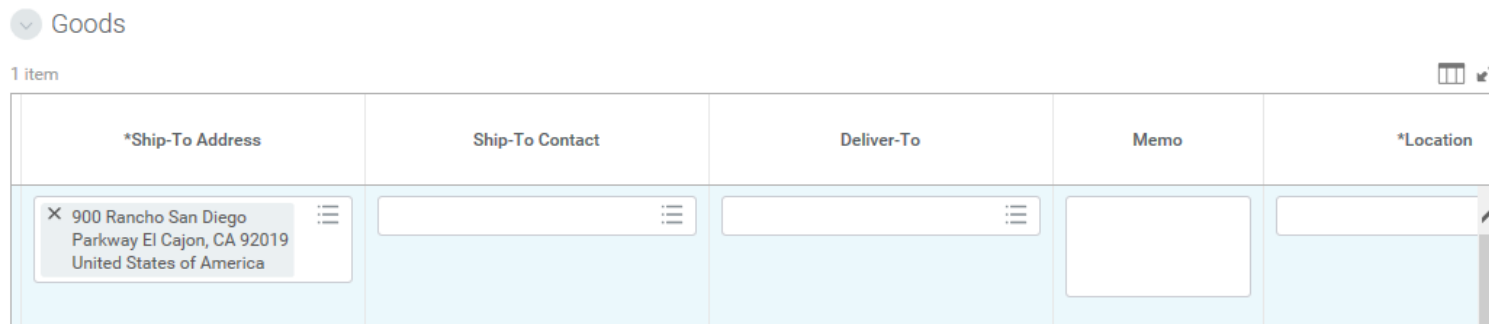 Goods
1 item
*Ship-To Address Ship-To Contact Deliver-To Memo *Location
900 Rancho San Diego
Parkway El Cajon, CA 92019
United States of America